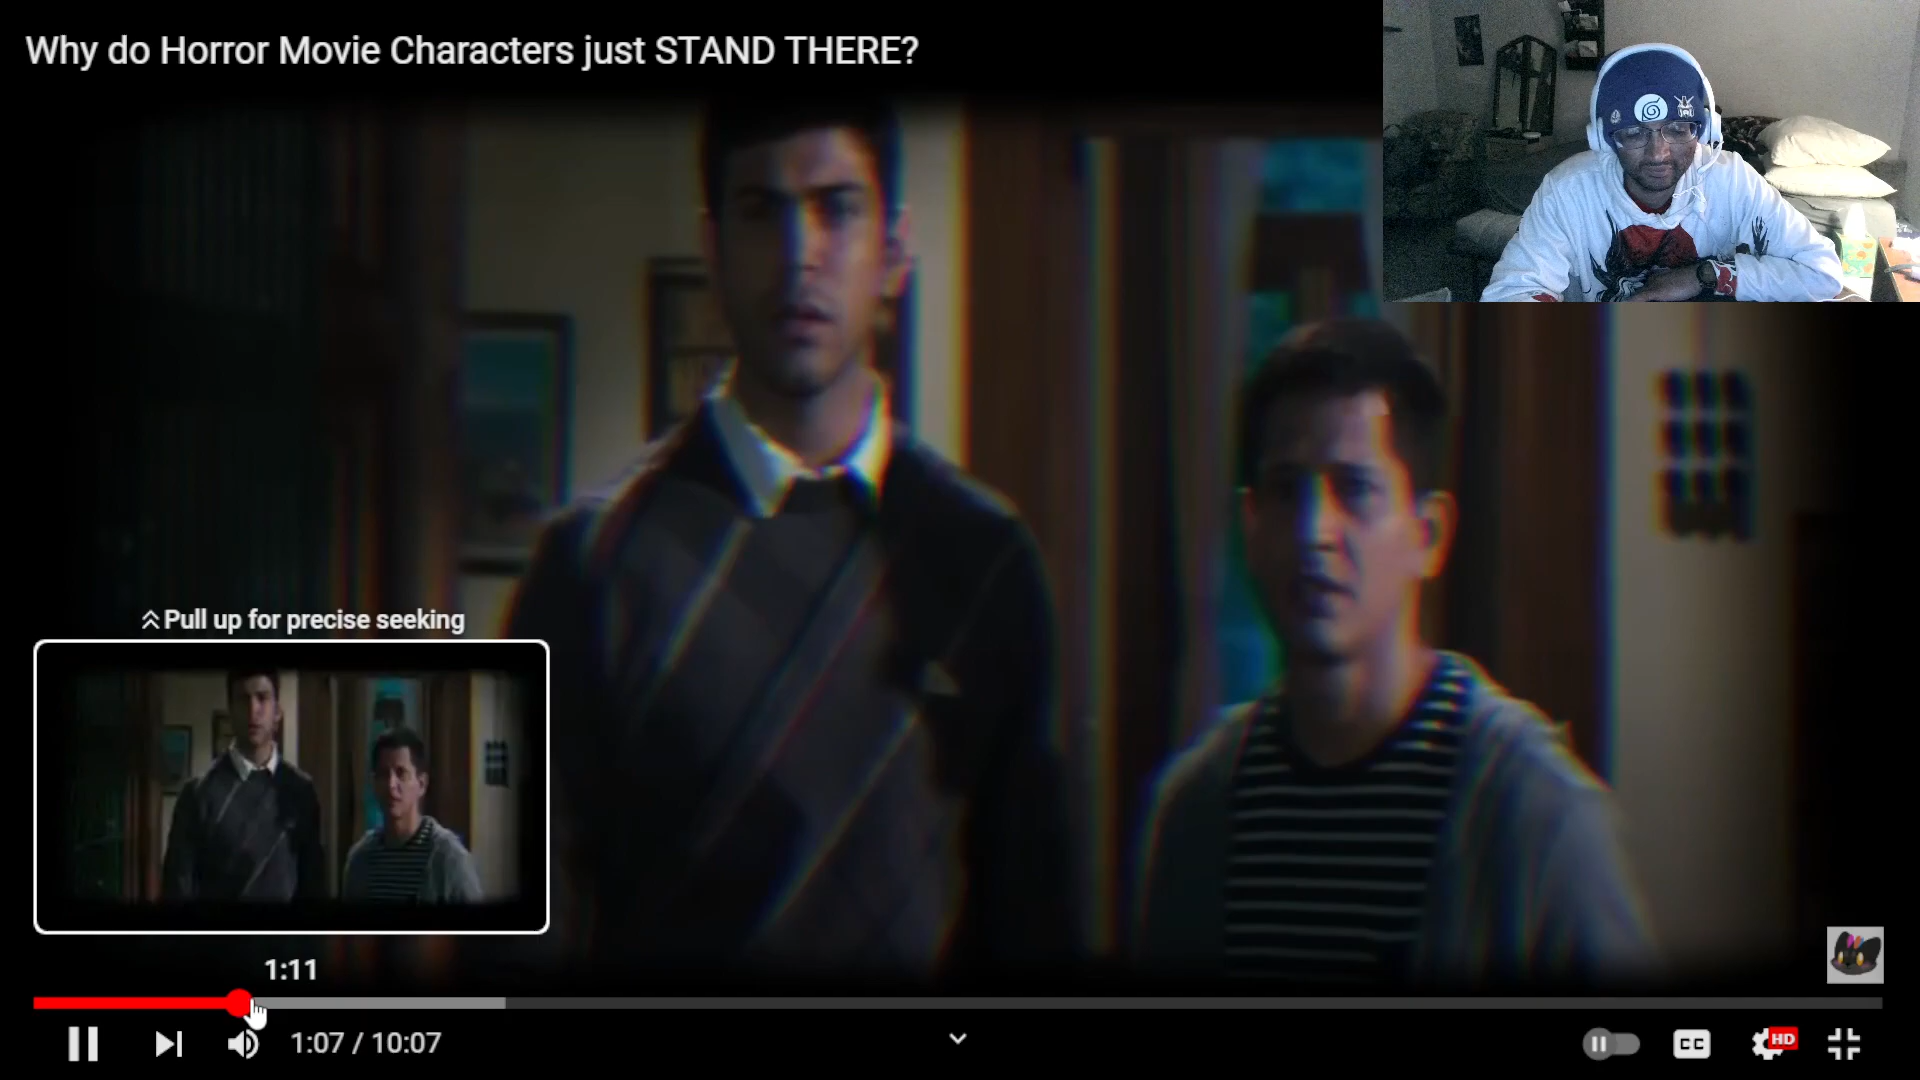 Why do Horror Movie Characters just STAND THERE?
Pull up for precise seeking
1:11
1:07 / 10:07
CC
HD